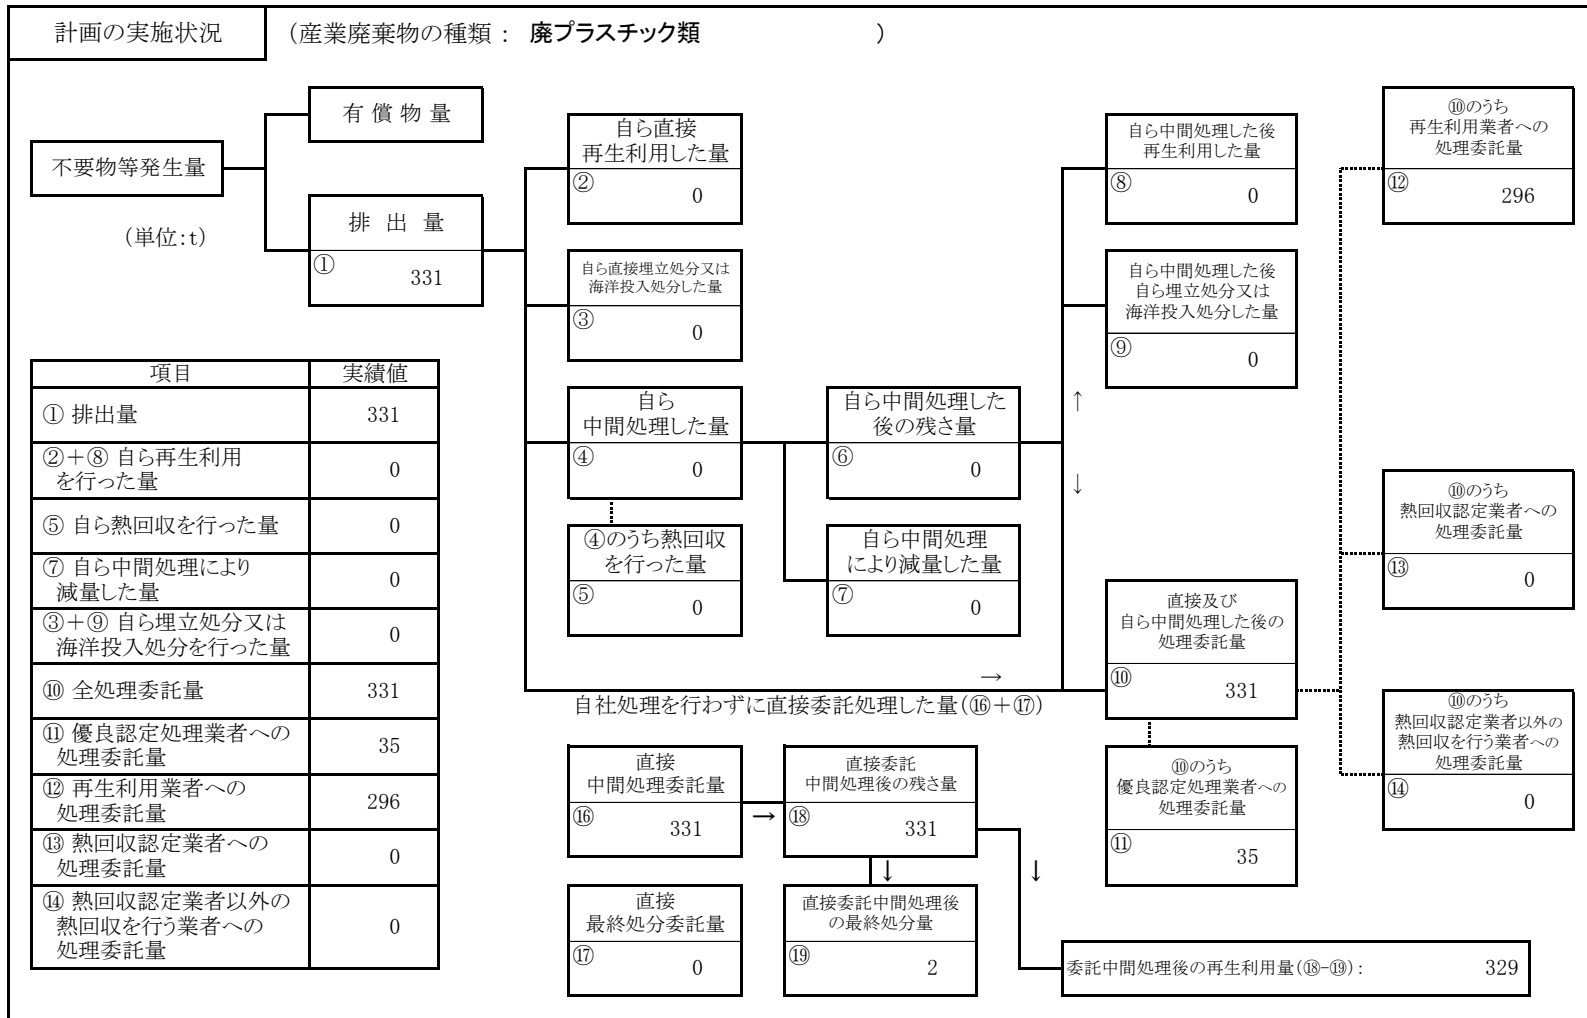 計画の実施状況
(産業廃棄物の種類： 廃プラスチック類 )
不要物等発生量
(単位:t)
有 償 物 量
排 出 量
① 331
自ら直接
再生利用した量
② 0
自ら直接埋立処分又は
海洋投入処分した量
③ 0
自ら
中間処理した量
④ 0
④のうち熱回収
を行った量
⑤ 0
自ら中間処理した
後の残さ量
⑥ 0
自ら中間処理
により減量した量
⑦ 0
自ら中間処理した後
再生利用した量
⑧ 0
自ら中間処理した後
自ら埋立処分又は
海洋投入処分した量
⑨ 0
↑
↓
直接及び
自ら中間処理した後の
処理委託量
⑩ 331
→
自社処理を行わずに直接委託処理した量(⑯＋⑰)
⑩のうち
優良認定処理業者への
処理委託量
⑪ 35
⑩のうち
再生利用業者への
処理委託量
⑫ 296
⑩のうち
熱回収認定業者への
処理委託量
⑬ 0
⑩のうち
熱回収認定業者以外の
熱回収を行う業者への
処理委託量
⑭ 0
直接
中間処理委託量
⑯ 331
→
直接委託
中間処理後の残さ量
⑱ 331
↓
↓
直接
最終処分委託量
⑰ 0
直接委託中間処理後
の最終処分量
⑲ 2
委託中間処理後の再生利用量(⑱-⑲)： 329
項目 実績値
① 排出量 331
②＋⑧ 自ら再生利用
を行った量 0
⑤ 自ら熱回収を行った量 0
⑦ 自ら中間処理により
減量した量 0
③＋⑨ 自ら埋立処分又は
海洋投入処分を行った量 0
⑩ 全処理委託量 331
⑪ 優良認定処理業者への
処理委託量 35
⑫ 再生利用業者への
処理委託量 296
⑬ 熱回収認定業者への
処理委託量 0
⑭ 熱回収認定業者以外の
熱回収を行う業者への
処理委託量 0